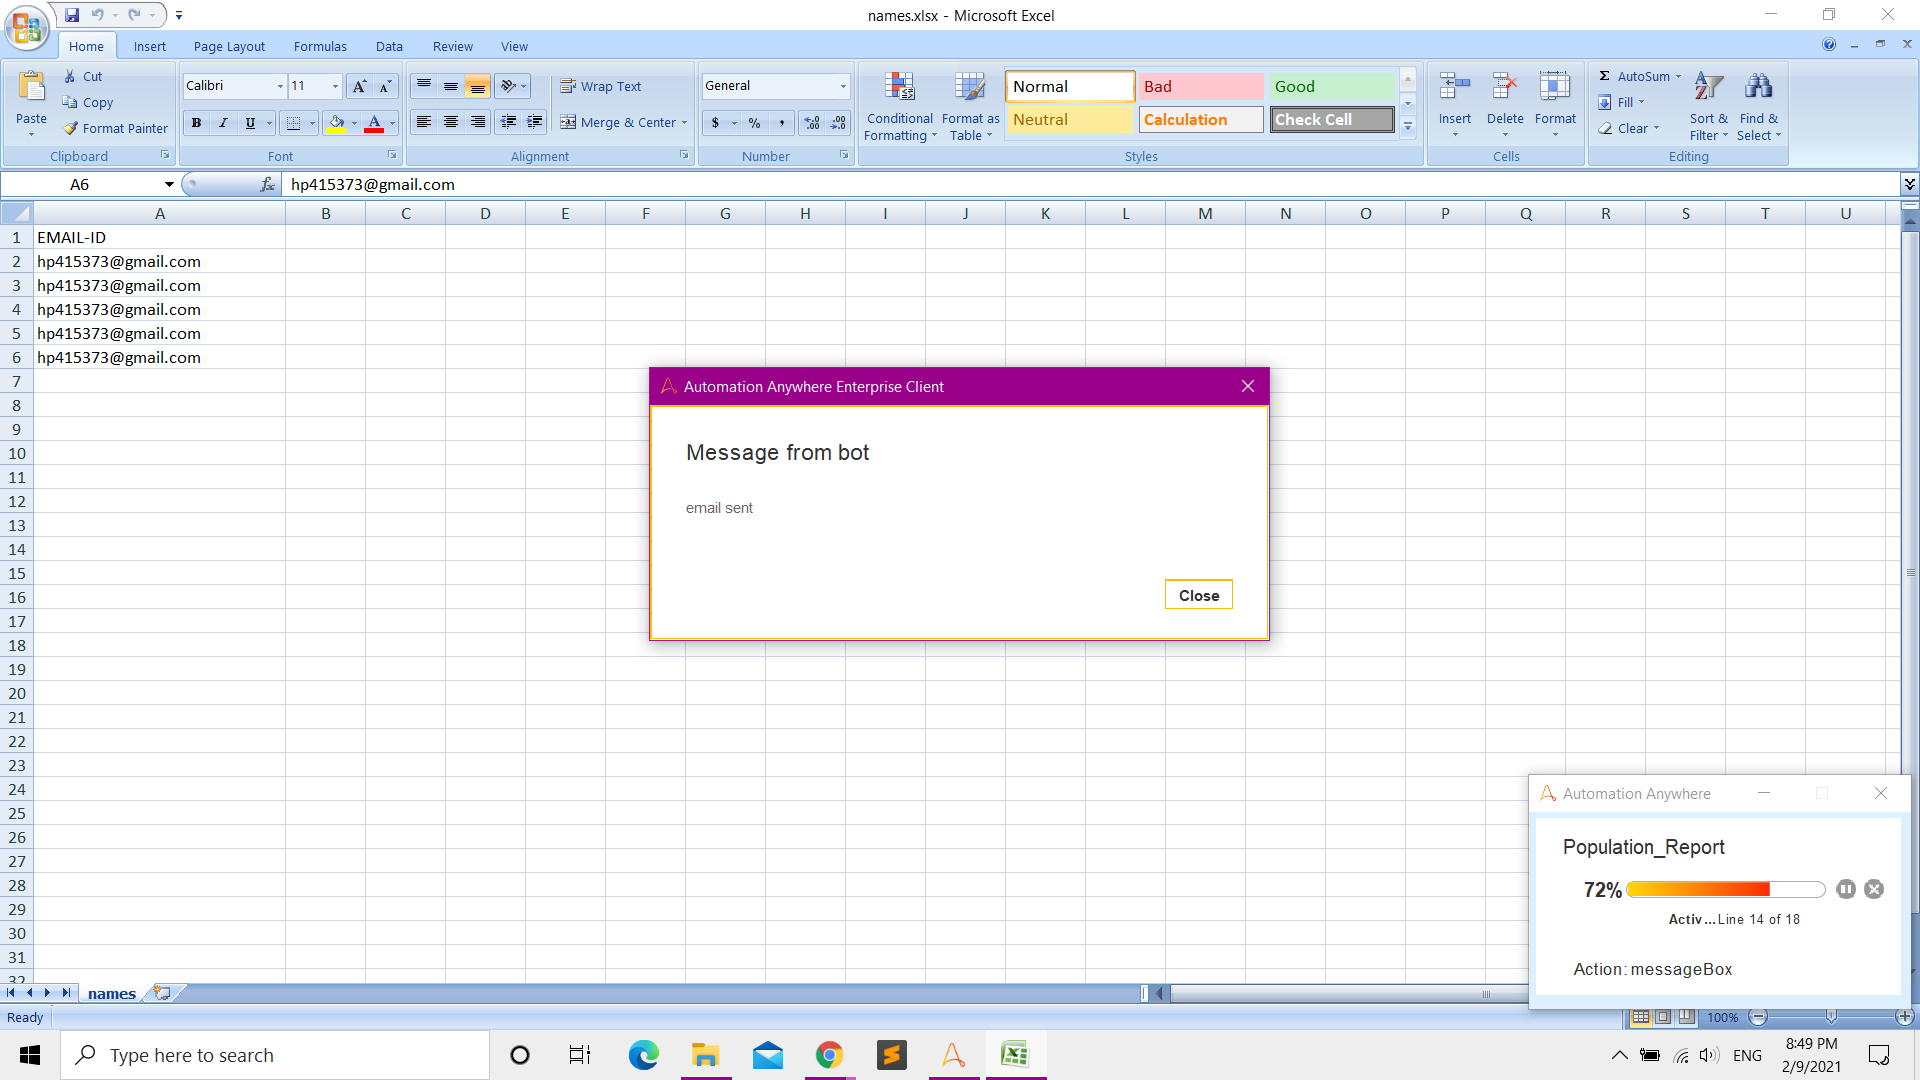 names.xlsx - Microsoft Excel
Home Insert Page Layout Formulas Data Review View
Paste
Cut
Copy
Format Painter
Clipboard
Calibri 11
B I U
Font
Wrap Text
Merge & Center
Alignment
General
$ % ,
Number
Conditional Formatting
Format as Table
Normal Bad Good
Neutral Calculation Check Cell
Styles
Insert Delete Format
Cells
Σ AutoSum
Fill
Clear
Sort & Filter
Find & Select
Editing
A6 fx hp415373@gmail.com
A B C D E F G H I J K L M N O P Q R S T U
1 EMAIL-ID
2 hp415373@gmail.com
3 hp415373@gmail.com
4 hp415373@gmail.com
5 hp415373@gmail.com
6 hp415373@gmail.com
7
8
9
10
11
12
13
14
15
16
17
18
19
20
21
22
23
24
25
26
27
28
29
30
31
32
Automation Anywhere Enterprise Client
Message from bot
email sent
Close
Automation Anywhere
Population_Report
72%
Activ...Line 14 of 18
Action: messageBox
names
Ready
100%
Type here to search
ENG
8:49 PM
2/9/2021